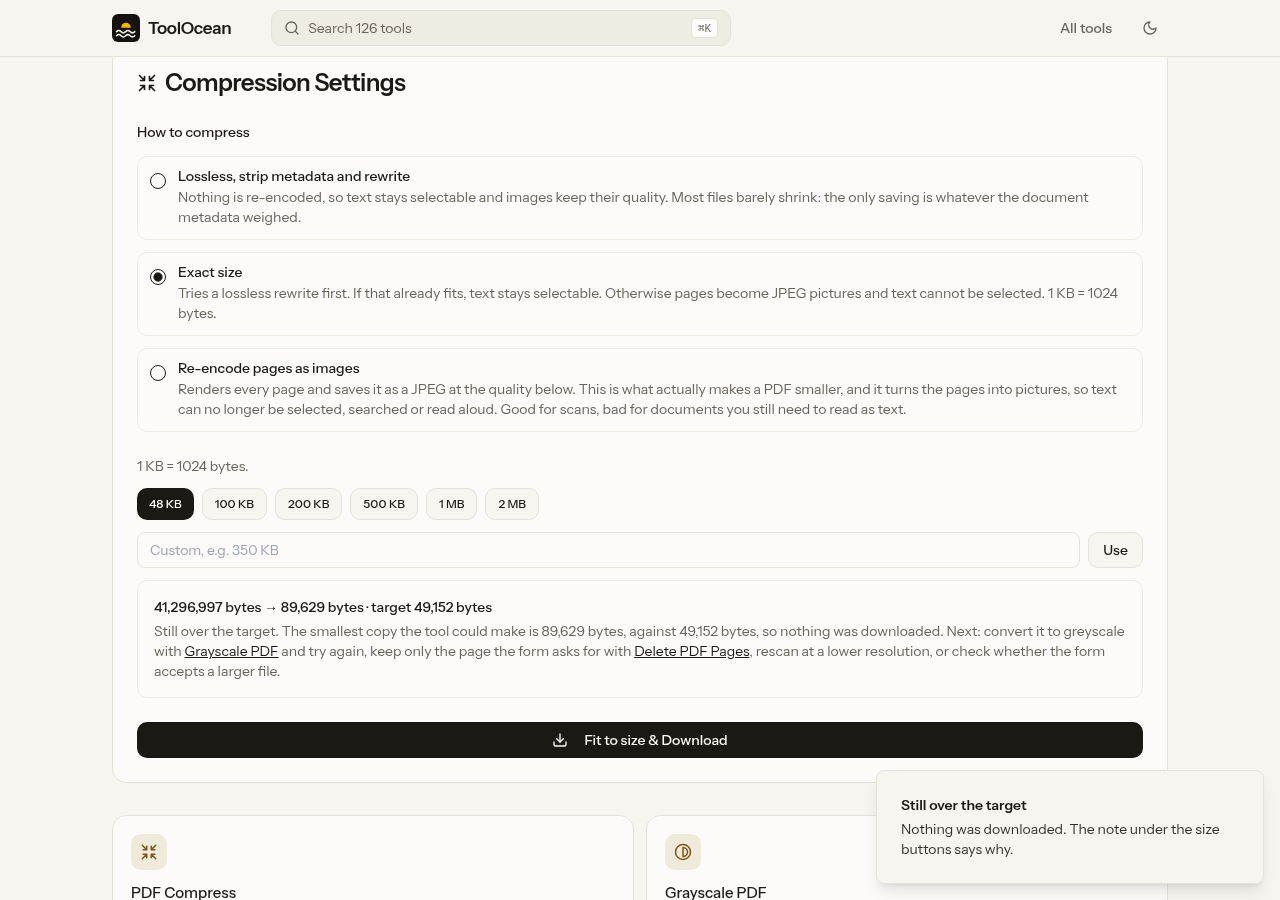 ToolOcean
Search 126 tools
⌘K
All tools
Compression Settings
How to compress
Lossless, strip metadata and rewrite
Nothing is re-encoded, so text stays selectable and images keep their quality. Most files barely shrink: the only saving is whatever the document
metadata weighed.
Exact size
Tries a lossless rewrite first. If that already fits, text stays selectable. Otherwise pages become JPEG pictures and text cannot be selected. 1 KB = 1024
bytes.
Re-encode pages as images
Renders every page and saves it as a JPEG at the quality below. This is what actually makes a PDF smaller, and it turns the pages into pictures, so text
can no longer be selected, searched or read aloud. Good for scans, bad for documents you still need to read as text.
1 KB = 1024 bytes.
48 KB
100 KB
200 KB
500 KB
1 MB
2 MB
Custom, e.g. 350 KB
Use
41,296,997 bytes → 89,629 bytes · target 49,152 bytes
Still over the target. The smallest copy the tool could make is 89,629 bytes, against 49,152 bytes, so nothing was downloaded. Next: convert it to greyscale
with Grayscale PDF and try again, keep only the page the form asks for with Delete PDF Pages, rescan at a lower resolution, or check whether the form
accepts a larger file.
Fit to size & Download
Still over the target
Nothing was downloaded. The note under the size
buttons says why.
PDF Compress
Grayscale PDF